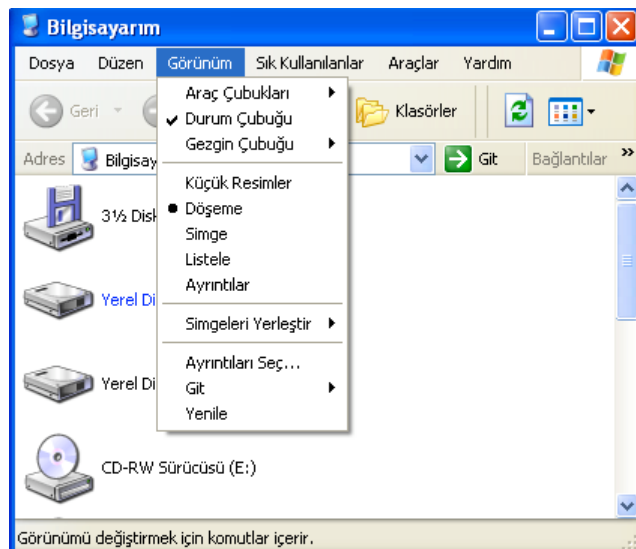 Bilgisayarım
Dosya Düzen Görünüm Sık Kullanılanlar Araçlar Yardım
Geri Klasörler
Adres Bilgisay Git Bağlantılar »
Araç Çubukları
Durum Çubuğu
Gezgin Çubuğu
Küçük Resimler
Döşeme
Simge
Listele
Ayrıntılar
Simgeleri Yerleştir
Ayrıntıları Seç...
Git
Yenile
3½ Disk
Yerel Di
Yerel Di
CD-RW Sürücüsü (E:)
Görünümü değiştirmek için komutlar içerir.